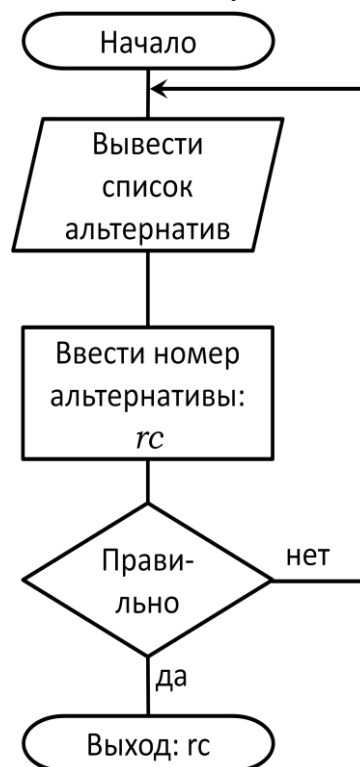 Начало
Вывести
список
альтернатив
Ввести номер
альтернативы:
rc
Прави-
льно
нет
да
Выход: rc